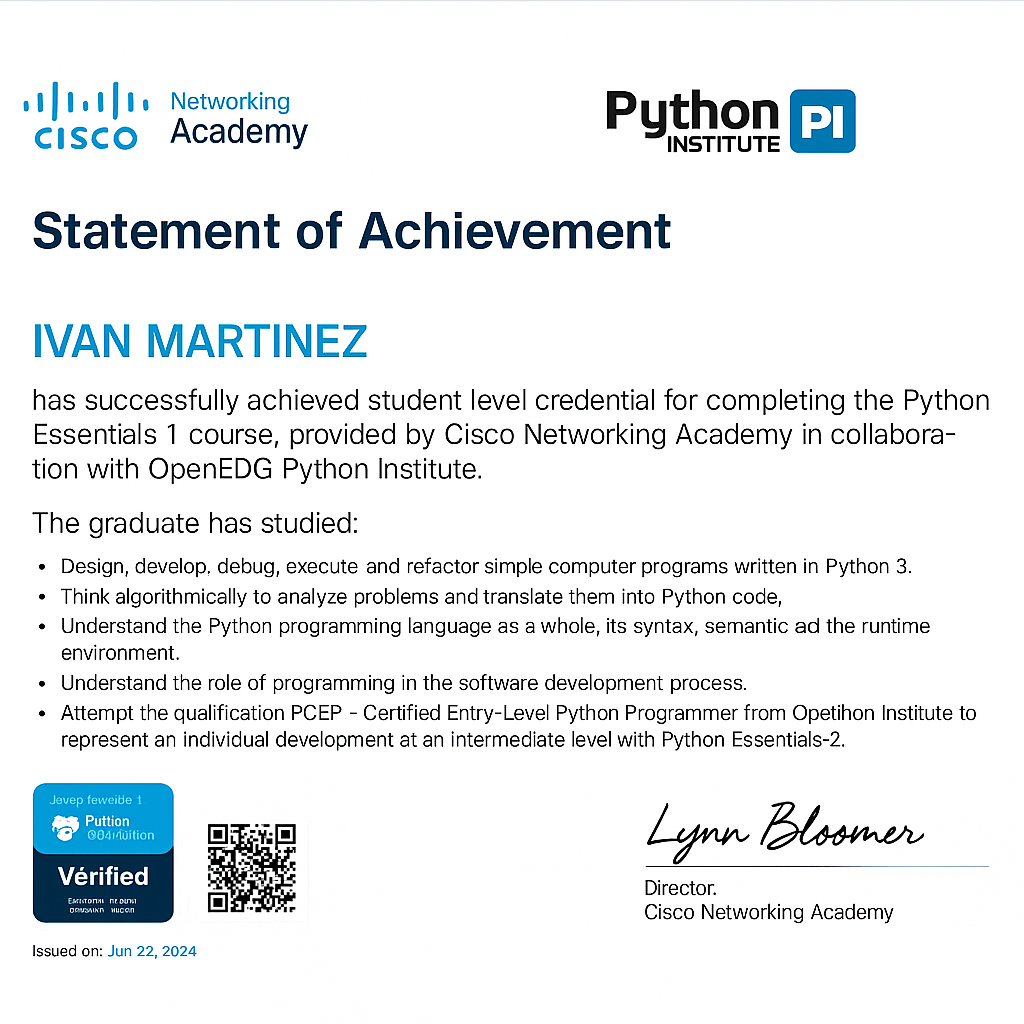 CISCO
Networking
Academy
Python
INSTITUTE
PI
Statement of Achievement
IVAN MARTINEZ
has successfully achieved student level credential for completing the Python
Essentials 1 course, provided by Cisco Networking Academy in collabora-
tion with OpenEDG Python Institute.
The graduate has studied:
• Design, develop, debug, execute and refactor simple computer programs written in Python 3.
• Think algorithmically to analyze problems and translate them into Python code,
• Understand the Python programming language as a whole, its syntax, semantic ad the runtime
environment.
• Understand the role of programming in the software development process.
• Attempt the qualification PCEP - Certified Entry-Level Python Programmer from Opetihon Institute to
represent an individual development at an intermediate level with Python Essentials-2.
Puttion
Vérified
Lynn Bloomer
Director.
Cisco Networking Academy
Issued on: Jun 22, 2024